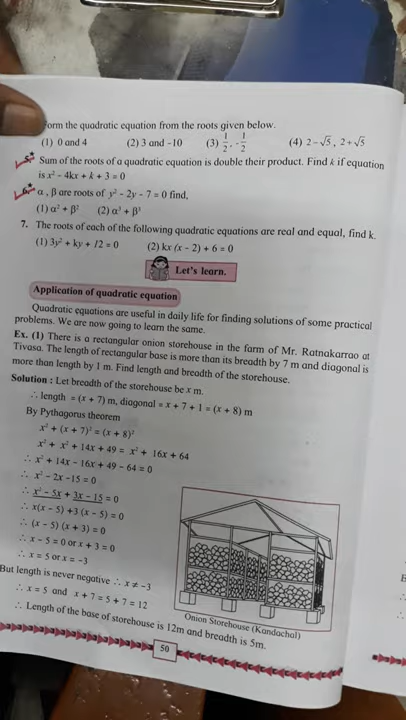 orm the quadratic equation from the roots given below.
(1) 0 and 4 (2) 3 and -10 (3) 1/2, -1/2 (4) 2-√5, 2+√5
5.* Sum of the roots of a quadratic equation is double their product. Find k if equation
is x² - 4kx + k + 3 = 0
6.* α, β are roots of y² - 2y - 7 = 0 find,
(1) α² + β² (2) α³ + β³
7. The roots of each of the following quadratic equations are real and equal, find k.
(1) 3y² + ky + 12 = 0 (2) kx (x - 2) + 6 = 0
Let's learn.
Application of quadratic equation
Quadratic equations are useful in daily life for finding solutions of some practical
problems. We are now going to learn the same.
Ex. (1) There is a rectangular onion storehouse in the farm of Mr. Ratnakarrao at
Tivasa. The length of rectangular base is more than its breadth by 7 m and diagonal is
more than length by 1 m. Find length and breadth of the storehouse.
Solution : Let breadth of the storehouse be x m.
∴ length = (x + 7) m, diagonal = x + 7 + 1 = (x + 8) m
By Pythagorus theorem
x² + (x + 7)² = (x + 8)²
x² + x² + 14x + 49 = x² + 16x + 64
∴ x² + 14x - 16x + 49 - 64 = 0
∴ x² - 2x - 15 = 0
∴ x² - 5x + 3x - 15 = 0
∴ x(x - 5) +3 (x - 5) = 0
∴ (x - 5) (x + 3) = 0
∴ x - 5 = 0 or x + 3 = 0
∴ x = 5 or x = -3
But length is never negative ∴ x ≠ -3
∴ x = 5 and x + 7 = 5 + 7 = 12
∴ Length of the base of storehouse is 12m and breadth is 5m.
Onion Storehouse (Kandachal)
50